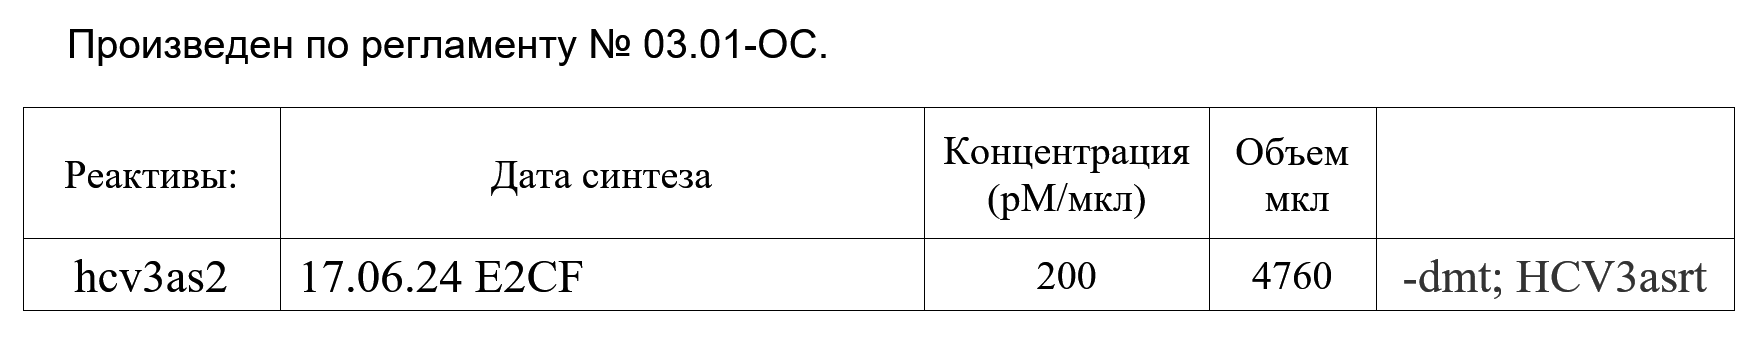 Произведен по регламенту № 03.01-ОС.
Реактивы:
Дата синтеза
Концентрация
(pM/мкл)
Объем
мкл
hcv3as2
17.06.24 E2CF
200
4760
-dmt; HCV3asrt